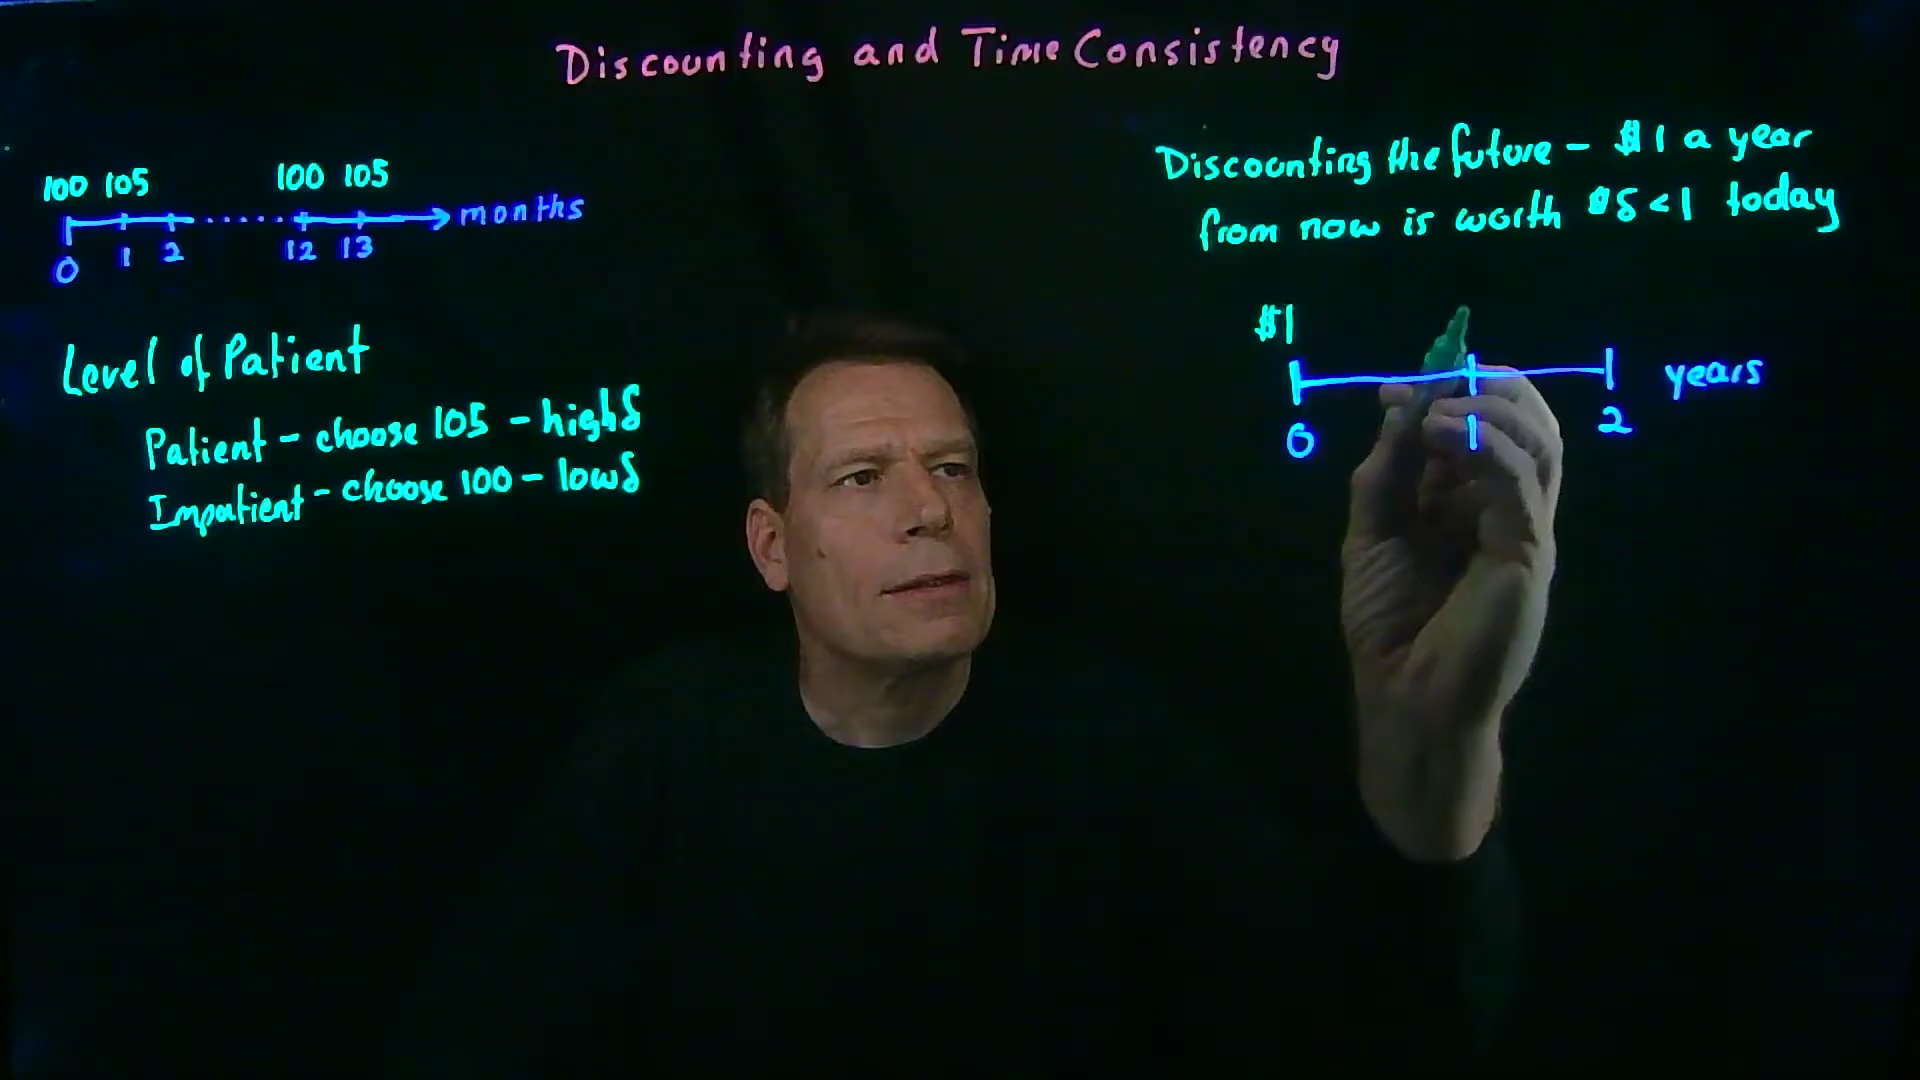 Discounting and Time Consistency
100 105 100 105
months
0 1 2 12 13
Level of Patient
Patient - choose 105 - high δ
Impatient - choose 100 - low δ
Discounting the future - $1 a year
from now is worth $δ < 1 today
$1
years
0 1 2